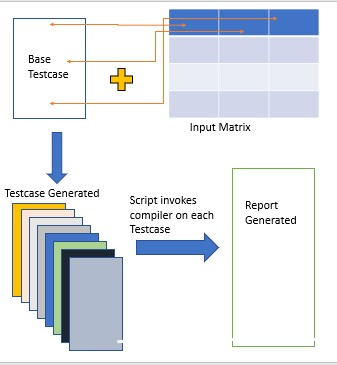 Base
Testcase
Input Matrix
Testcase Generated
Script invokes
compiler on each
Testcase
Report
Generated